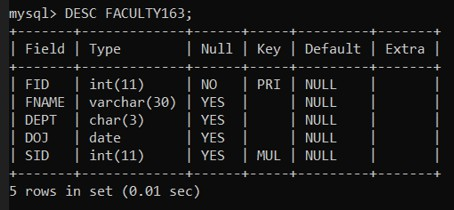 mysql> DESC FACULTY163;
+-------+-------------+------+-----+---------+-------+
| Field | Type        | Null | Key | Default | Extra |
+-------+-------------+------+-----+---------+-------+
| FID   | int(11)     | NO   | PRI | NULL    |       |
| FNAME | varchar(30) | YES  |     | NULL    |       |
| DEPT  | char(3)     | YES  |     | NULL    |       |
| DOJ   | date        | YES  |     | NULL    |       |
| SID   | int(11)     | YES  | MUL | NULL    |       |
+-------+-------------+------+-----+---------+-------+
5 rows in set (0.01 sec)